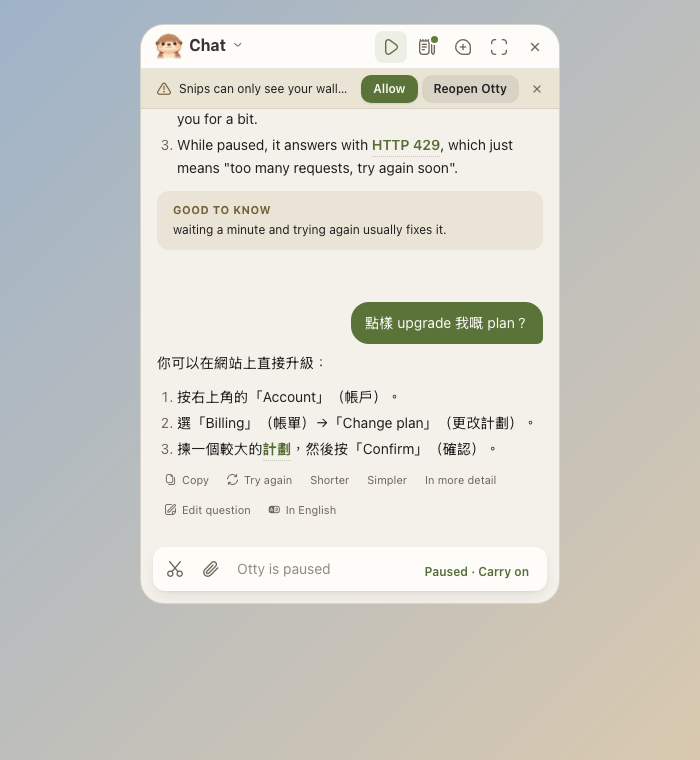 Chat
Snips can only see your wall...
Allow
Reopen Otty
you for a bit.
3. While paused, it answers with HTTP 429, which just
means "too many requests, try again soon".
GOOD TO KNOW
waiting a minute and trying again usually fixes it.
點樣 upgrade 我嘅 plan？
你可以在網站上直接升級：
1. 按右上角的「Account」（帳戶）。
2. 選「Billing」（帳單）→「Change plan」（更改計劃）。
3. 揀一個較大的計劃，然後按「Confirm」（確認）。
Copy
Try again
Shorter
Simpler
In more detail
Edit question
In English
Otty is paused
Paused · Carry on